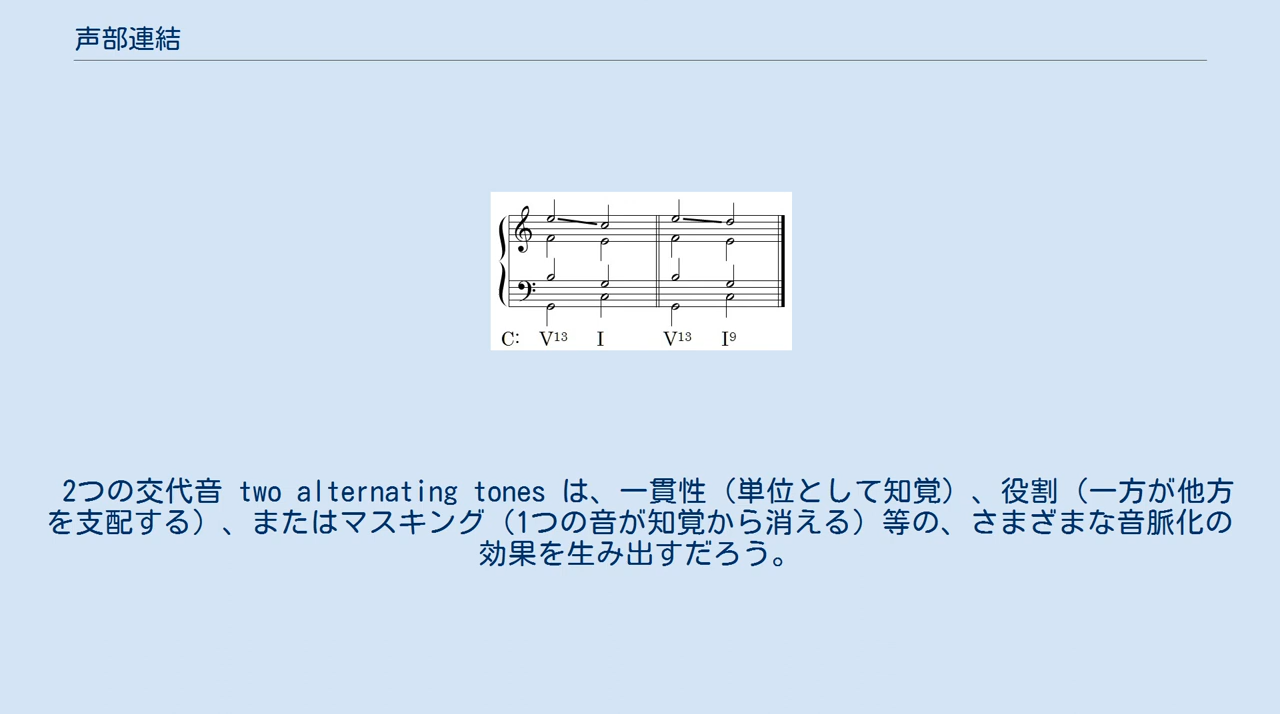 声部連結
C: V13 I V13 I9
2つの交代音 two alternating tones は、一貫性（単位として知覚）、役割（一方が他方
を支配する）、またはマスキング（1つの音が知覚から消える）等の、さまざまな音脈化の
効果を生み出すだろう。